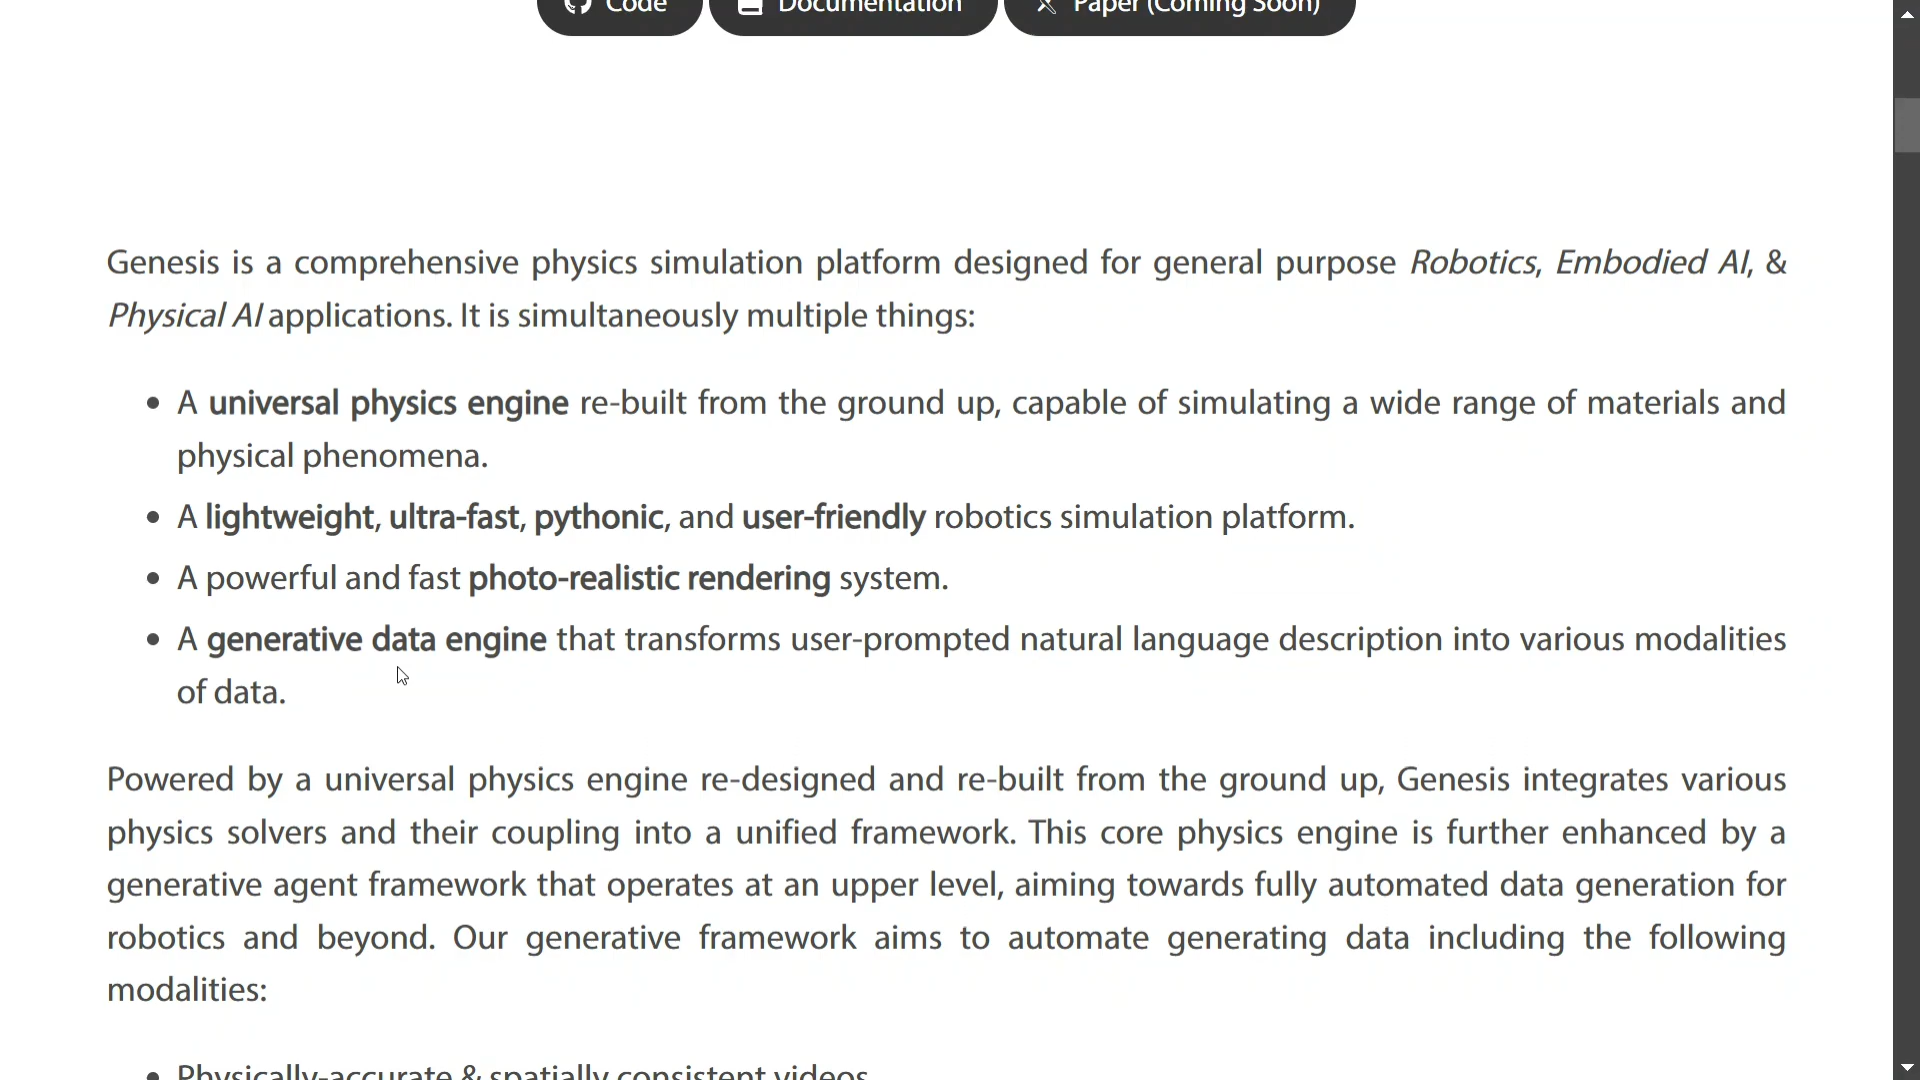 Code Documentation Paper (Coming Soon)
Genesis is a comprehensive physics simulation platform designed for general purpose Robotics, Embodied AI, &
Physical AI applications. It is simultaneously multiple things:
• A universal physics engine re-built from the ground up, capable of simulating a wide range of materials and
physical phenomena.
• A lightweight, ultra-fast, pythonic, and user-friendly robotics simulation platform.
• A powerful and fast photo-realistic rendering system.
• A generative data engine that transforms user-prompted natural language description into various modalities
of data.
Powered by a universal physics engine re-designed and re-built from the ground up, Genesis integrates various
physics solvers and their coupling into a unified framework. This core physics engine is further enhanced by a
generative agent framework that operates at an upper level, aiming towards fully automated data generation for
robotics and beyond. Our generative framework aims to automate generating data including the following
modalities:
• Physically-accurate & spatially consistent videos